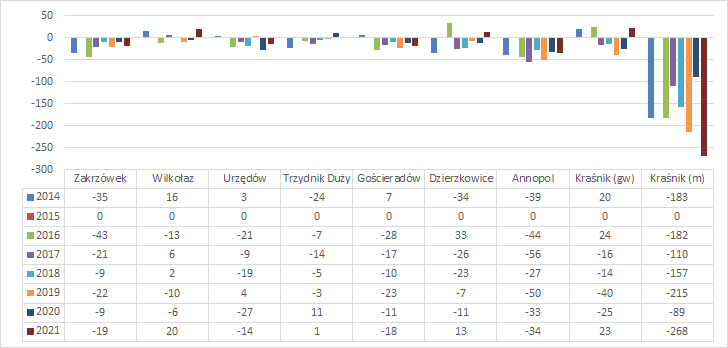 50
0
-50
-100
-150
-200
-250
-300
Zakrzówek Wilkołaz Urzędów Trzydnik Duży Gościeradów Dzierzkowice Annopol Kraśnik (gw) Kraśnik (m)
2014 -35 16 3 -24 7 -34 -39 20 -183
2015 0 0 0 0 0 0 0 0 0
2016 -43 -13 -21 -7 -28 33 -44 24 -182
2017 -21 6 -9 -14 -17 -26 -56 -16 -110
2018 -9 2 -19 -5 -10 -23 -27 -14 -157
2019 -22 -10 4 -3 -23 -7 -50 -40 -215
2020 -9 -6 -27 11 -11 -11 -33 -25 -89
2021 -19 20 -14 1 -18 13 -34 23 -268